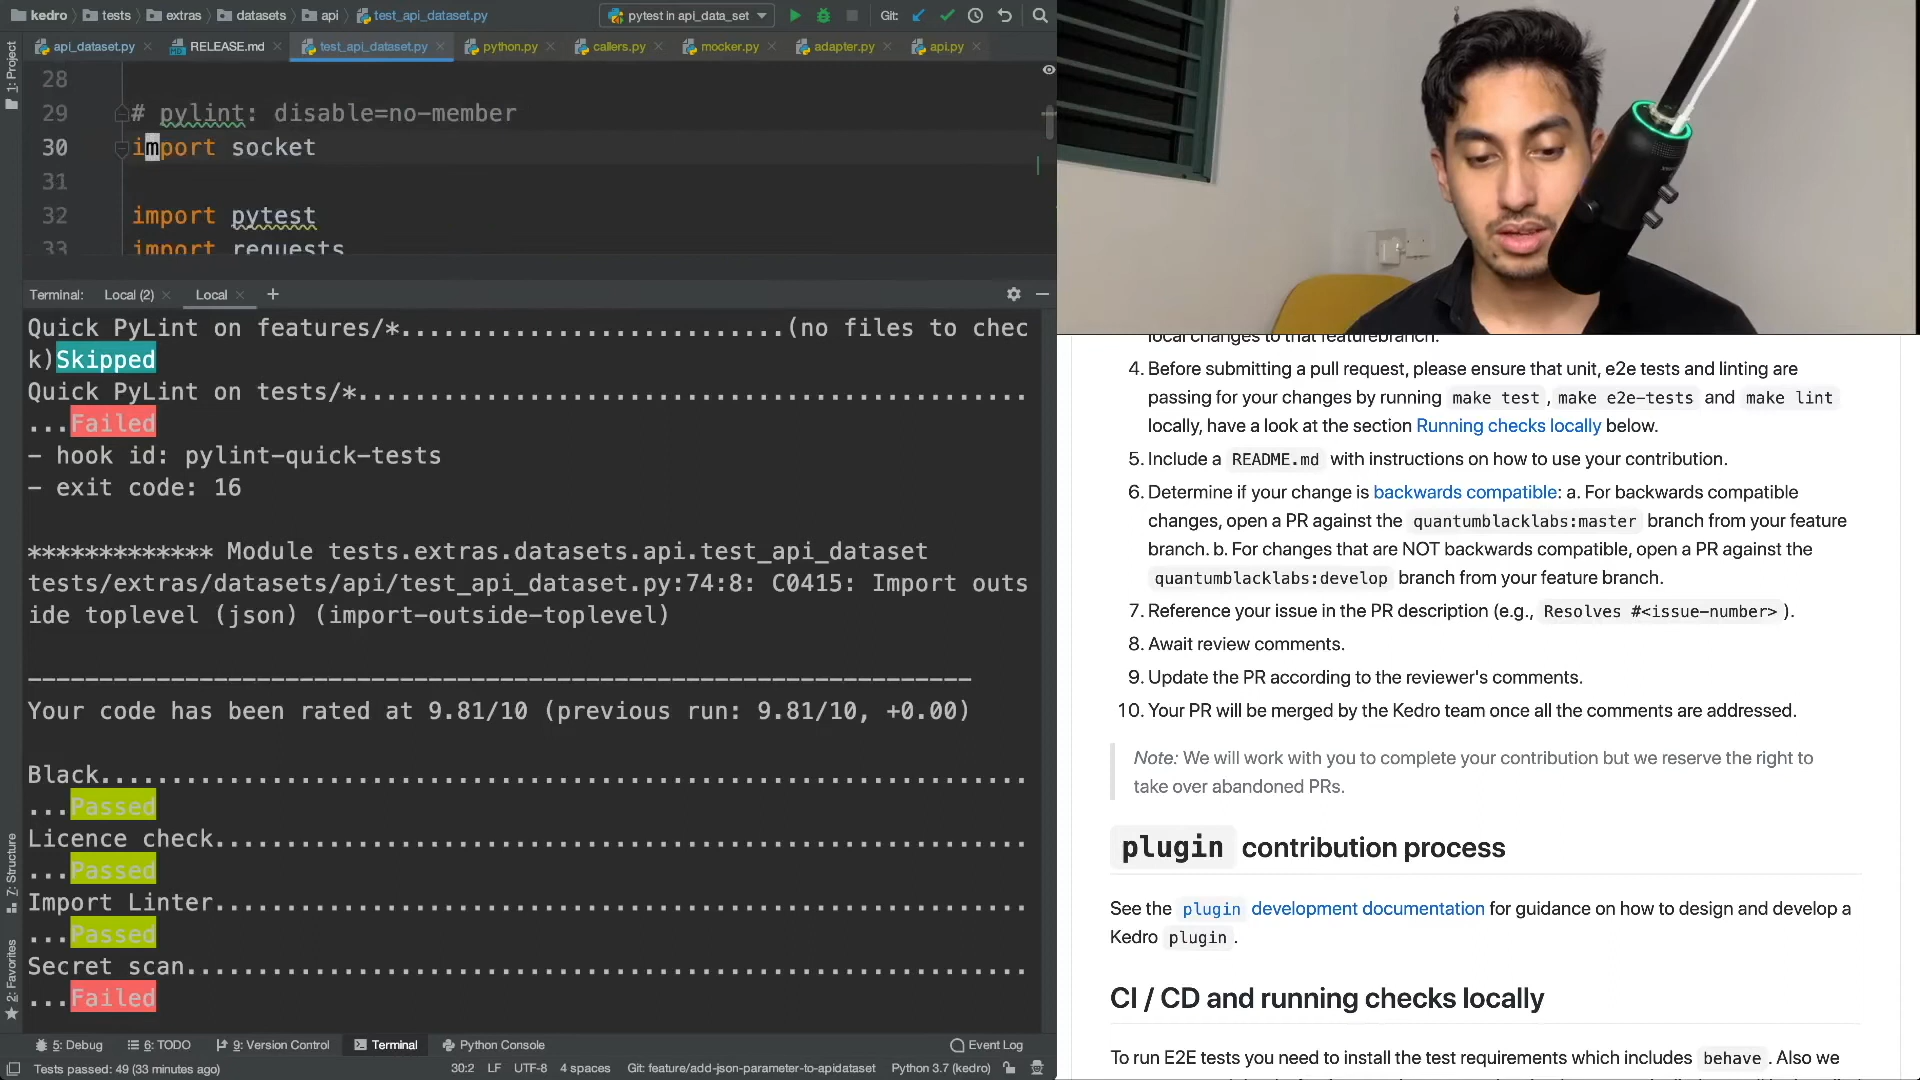 kedro tests extras datasets api test_api_dataset.py pytest in api_data_set Git:
api_dataset.py RELEASE.md test_api_dataset.py python.py callers.py mocker.py adapter.py api.py
1: Project
28
29 # pylint: disable=no-member
30 import socket
31
32 import pytest
33 import requests
Terminal: Local (2) Local +
Quick PyLint on features/*...........................(no files to chec
k)Skipped
Quick PyLint on tests/*...............................................
...Failed
- hook id: pylint-quick-tests
- exit code: 16
************* Module tests.extras.datasets.api.test_api_dataset
tests/extras/datasets/api/test_api_dataset.py:74:8: C0415: Import outs
ide toplevel (json) (import-outside-toplevel)
------------------------------------------------------------------
Your code has been rated at 9.81/10 (previous run: 9.81/10, +0.00)
Black.................................................................
...Passed
Licence check.........................................................
...Passed
Import Linter.........................................................
...Passed
Secret scan...........................................................
...Failed
7: Structure
2: Favorites
5: Debug 6: TODO 9: Version Control Terminal Python Console Event Log
Tests passed: 49 (33 minutes ago) 30:2 LF UTF-8 4 spaces Git: feature/add-json-parameter-to-apidataset Python 3.7 (kedro)
local changes to that featurebranch.
4. Before submitting a pull request, please ensure that unit, e2e tests and linting are
passing for your changes by running make test , make e2e-tests and make lint
locally, have a look at the section Running checks locally below.
5. Include a README.md with instructions on how to use your contribution.
6. Determine if your change is backwards compatible: a. For backwards compatible
changes, open a PR against the quantumblacklabs:master branch from your feature
branch. b. For changes that are NOT backwards compatible, open a PR against the
quantumblacklabs:develop branch from your feature branch.
7. Reference your issue in the PR description (e.g., Resolves #<issue-number> ).
8. Await review comments.
9. Update the PR according to the reviewer's comments.
10. Your PR will be merged by the Kedro team once all the comments are addressed.
Note: We will work with you to complete your contribution but we reserve the right to
take over abandoned PRs.
plugin contribution process
See the plugin development documentation for guidance on how to design and develop a
Kedro plugin .
CI / CD and running checks locally
To run E2E tests you need to install the test requirements which includes behave . Also we